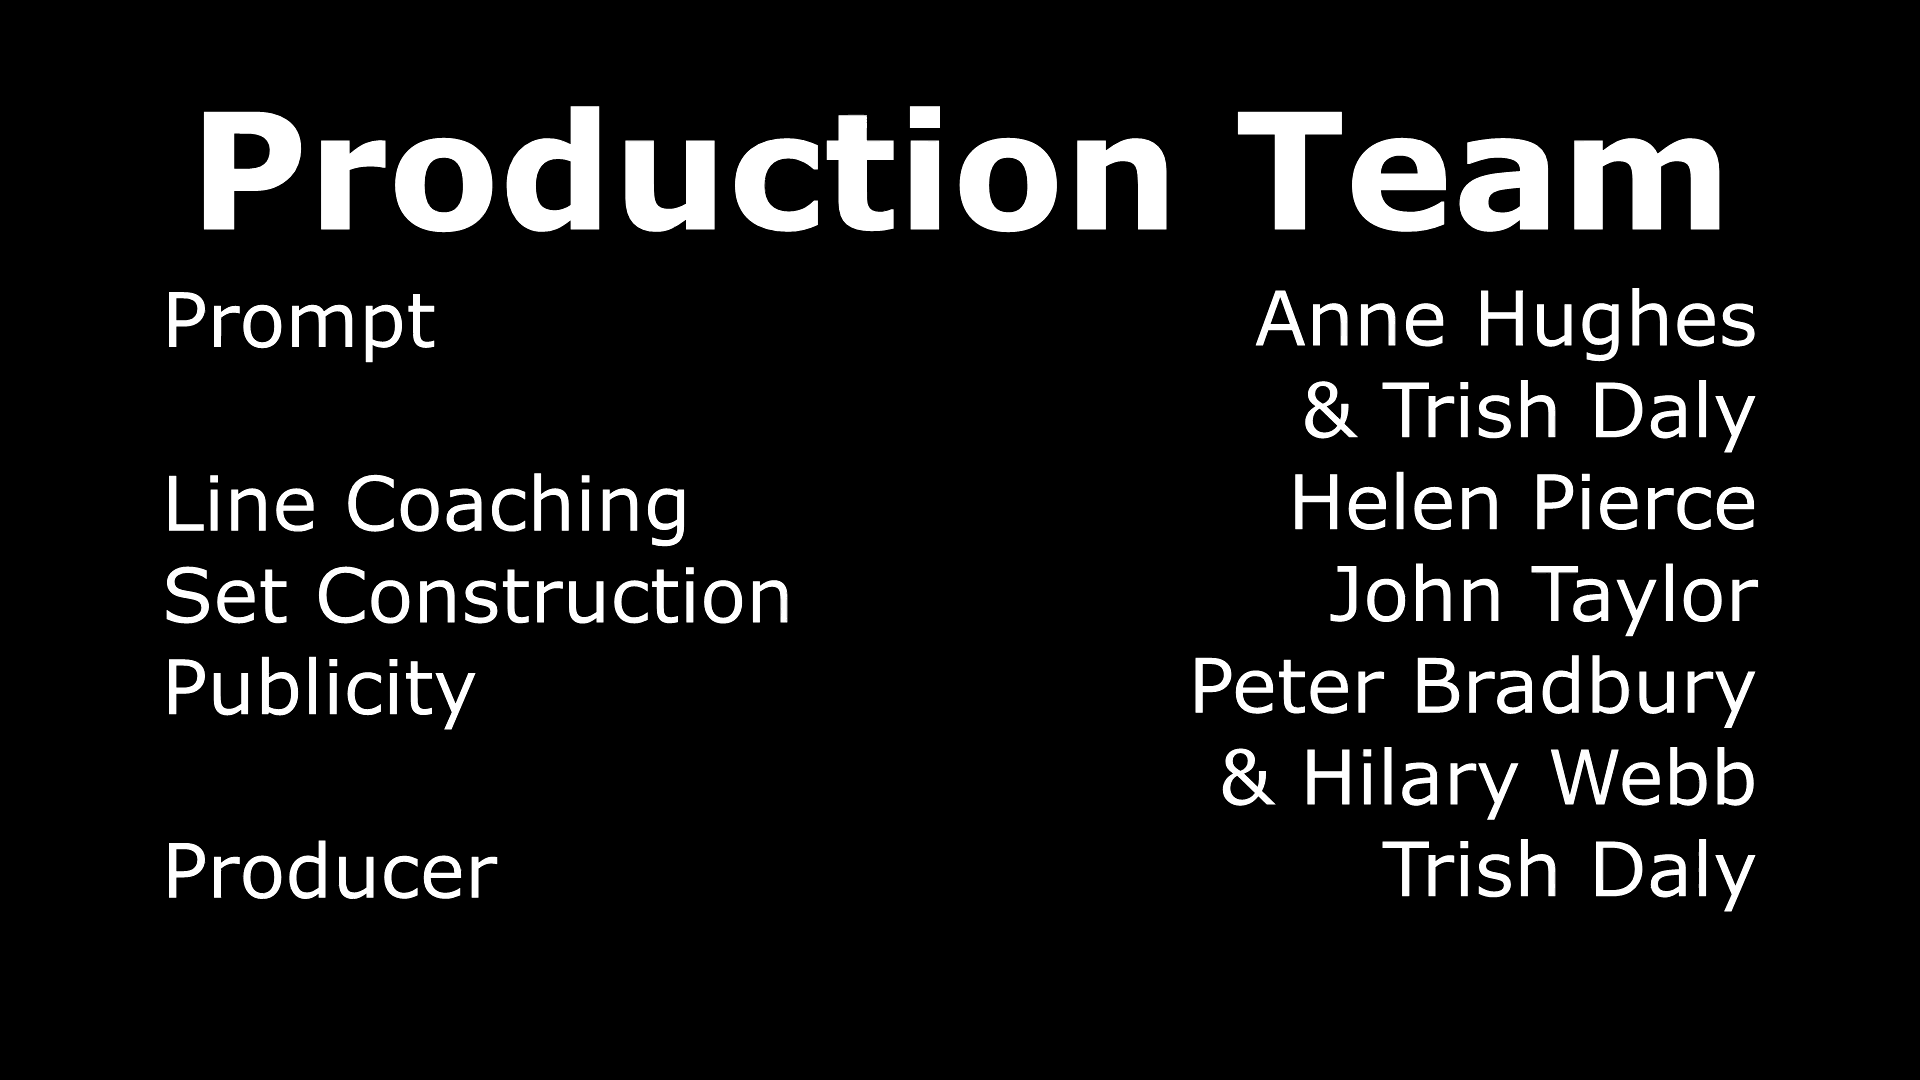 Production Team
Prompt Anne Hughes
& Trish Daly
Line Coaching Helen Pierce
Set Construction John Taylor
Publicity Peter Bradbury
& Hilary Webb
Producer Trish Daly